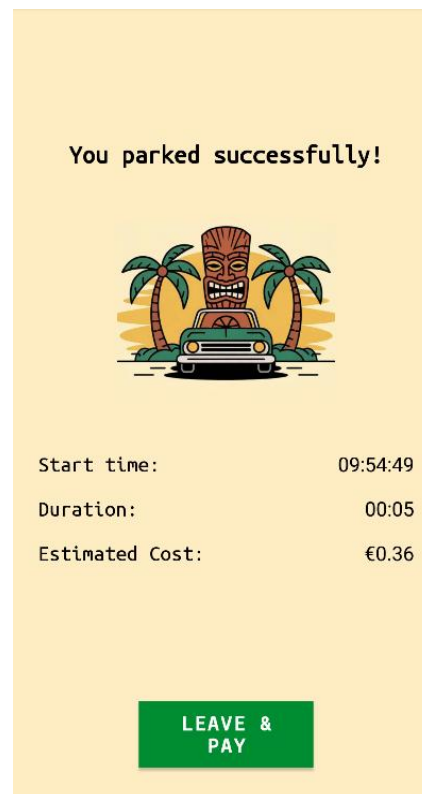 You parked successfully!
Start time: 09:54:49
Duration: 00:05
Estimated Cost: €0.36
LEAVE &
PAY